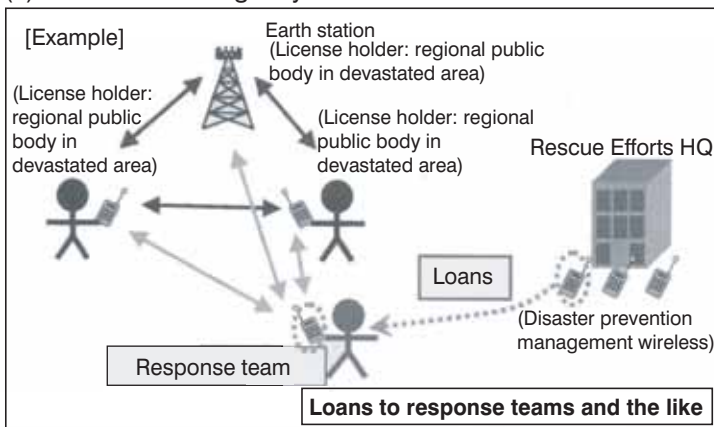 [Example]
Earth station
(License holder: regional public
body in devastated area)
(License holder:
regional public
body in
devastated area)
(License holder: regional
public body in
devastated area)
Rescue Efforts HQ
Loans
(Disaster prevention
management wireless)
Response team
Loans to response teams and the like